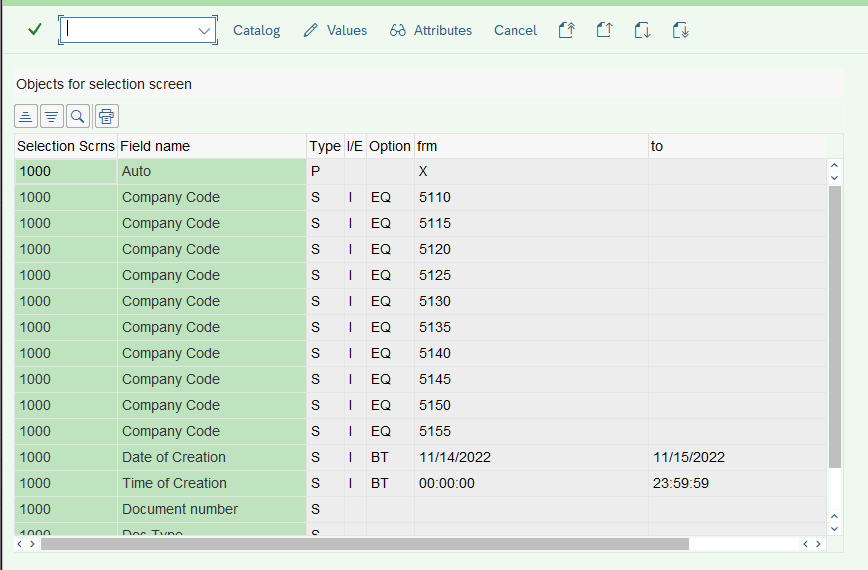 Catalog Values Attributes Cancel
Objects for selection screen
Selection Scrns Field name Type I/E Option frm to
1000 Auto P X
1000 Company Code S I EQ 5110
1000 Company Code S I EQ 5115
1000 Company Code S I EQ 5120
1000 Company Code S I EQ 5125
1000 Company Code S I EQ 5130
1000 Company Code S I EQ 5135
1000 Company Code S I EQ 5140
1000 Company Code S I EQ 5145
1000 Company Code S I EQ 5150
1000 Company Code S I EQ 5155
1000 Date of Creation S I BT 11/14/2022 11/15/2022
1000 Time of Creation S I BT 00:00:00 23:59:59
1000 Document number S
1000 Doc Type S